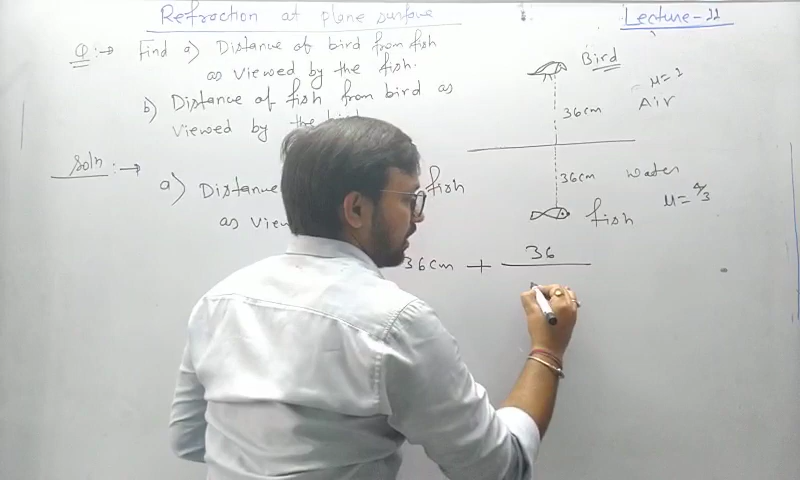 Refraction at plane surface
Lecture-11
Q:→ Find a) Distance of bird from fish
as viewed by the fish.
b) Distance of fish from bird as
viewed by the
Soln:→
a) Distance fish
as view
36cm + 36
Bird
μ=1
Air
36cm
36cm water
μ=4/3
fish